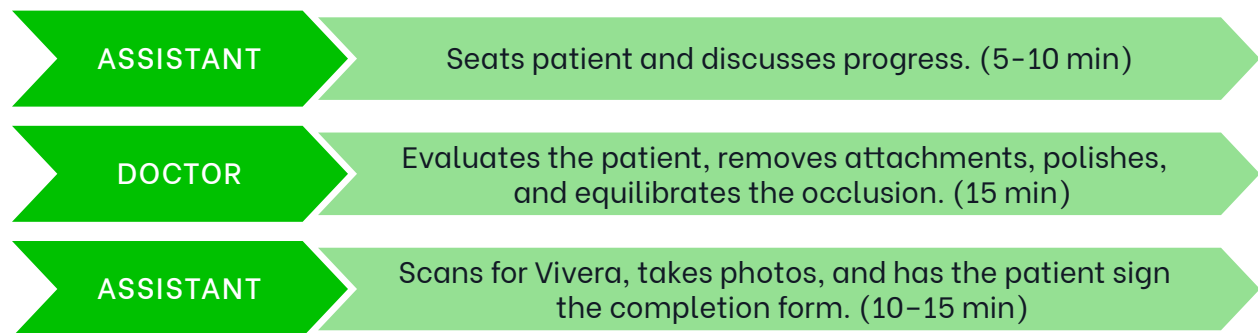 ASSISTANT
Seats patient and discusses progress. (5-10 min)
DOCTOR
Evaluates the patient, removes attachments, polishes,
and equilibrates the occlusion. (15 min)
ASSISTANT
Scans for Vivera, takes photos, and has the patient sign
the completion form. (10–15 min)